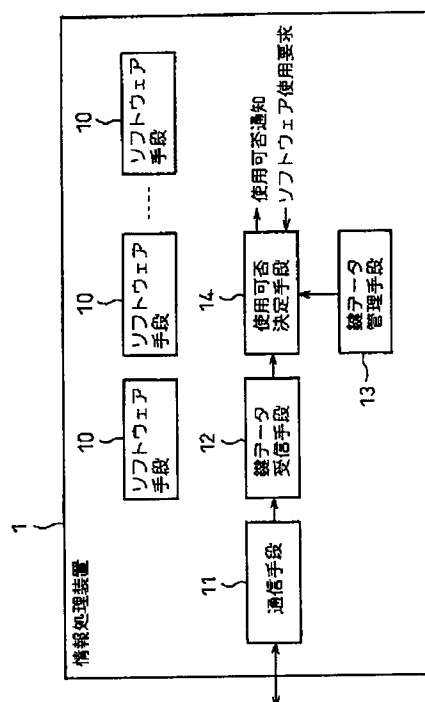 1
情報処理装置
10
ソフトウェア
手段
10
ソフトウェア
手段
10
ソフトウェア
手段
11
通信手段
12
鍵データ
受信手段
14
使用可否
決定手段
使用可否通知
ソフトウェア使用要求
13
鍵データ
管理手段